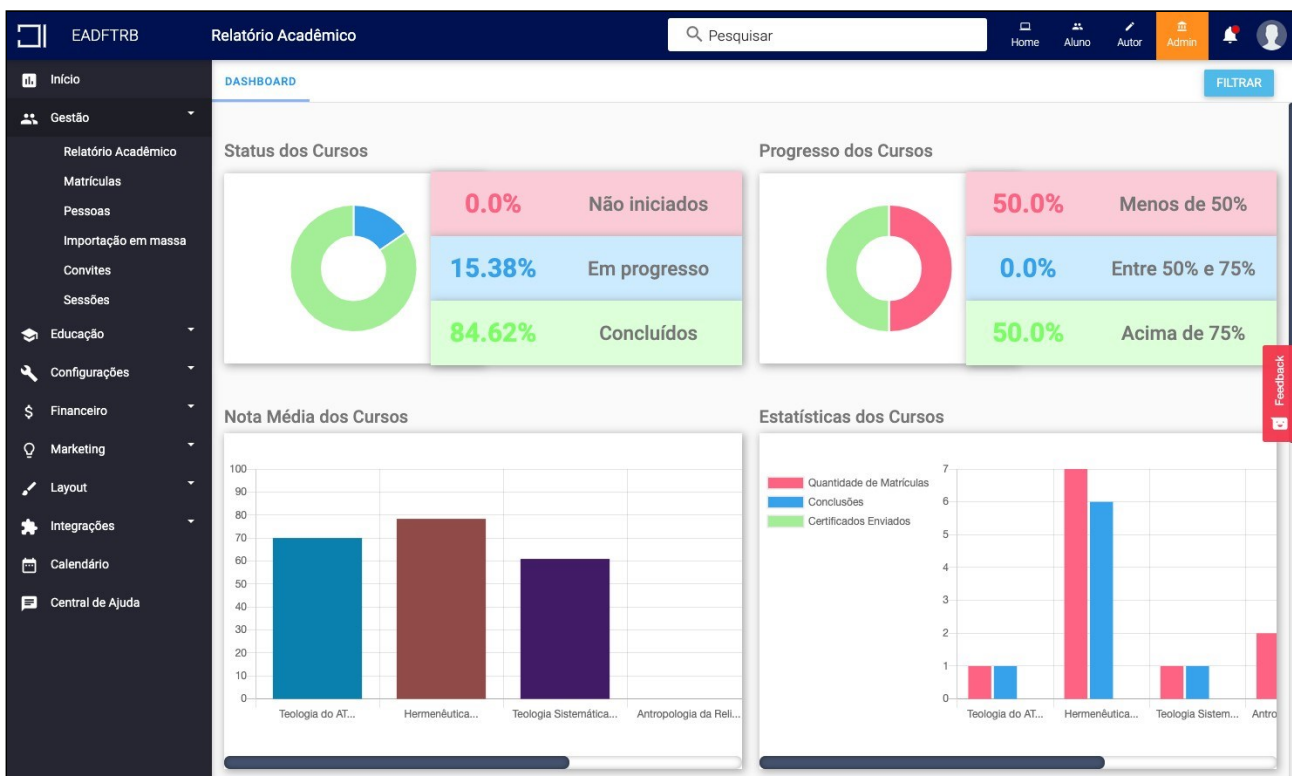 EADFTRB
Relatório Acadêmico
Pesquisar
Home
Aluno
Autor
Admin
Início
Gestão
Relatório Acadêmico
Matrículas
Pessoas
Importação em massa
Convites
Sessões
Educação
Configurações
Financeiro
Marketing
Layout
Integrações
Calendário
Central de Ajuda
DASHBOARD
FILTRAR
Status dos Cursos
0.0% Não iniciados
15.38% Em progresso
84.62% Concluídos
Progresso dos Cursos
50.0% Menos de 50%
0.0% Entre 50% e 75%
50.0% Acima de 75%
Feedback
Nota Média dos Cursos
100
90
80
70
60
50
40
30
20
10
0
Teologia do AT... Hermenêutica... Teologia Sistemática... Antropologia da Reli...
Estatísticas dos Cursos
Quantidade de Matrículas
Conclusões
Certificados Enviados
7
6
5
4
3
2
1
0
Teologia do AT... Hermenêutica... Teologia Sistem... Antro